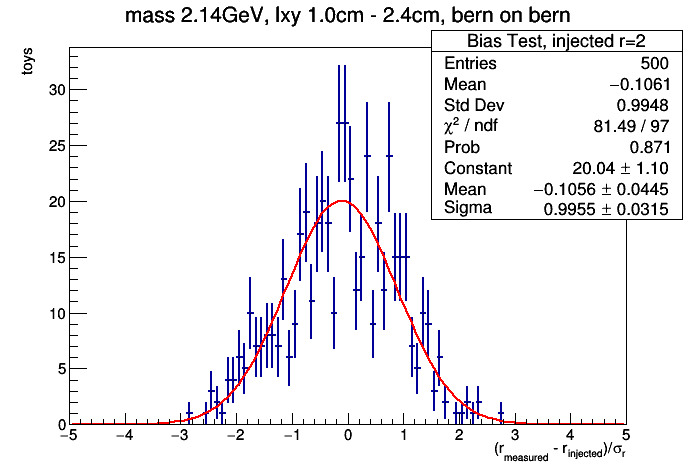 mass 2.14GeV, lxy 1.0cm - 2.4cm, bern on bern
Bias Test, injected r=2
Entries 500
Mean −0.1061
Std Dev 0.9948
χ² / ndf 81.49 / 97
Prob 0.871
Constant 20.04 ± 1.10
Mean −0.1056 ± 0.0445
Sigma 0.9955 ± 0.0315
toys
30
25
20
15
10
5
0
−5 −4 −3 −2 −1 0 1 2 3 4 5
(r_measured - r_injected)/σ_r